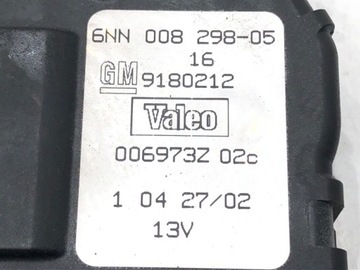 6NN 008 298-05
16
GM 9180212
Valeo
006973Z 02c
1 04 27/02
13V